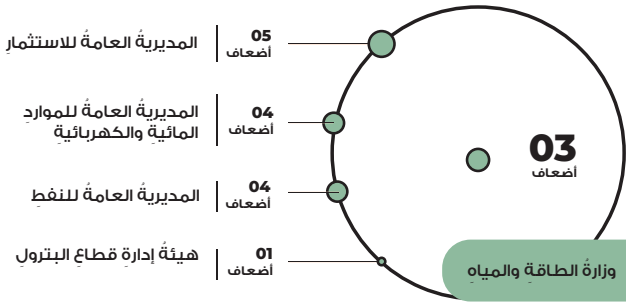 05
أضعاف
المديريةُ العامةُ للاستثمارِ
04
أضعاف
المديريةُ العامةُ للمواردِ
المائيةِ والكهربائيةِ
04
أضعاف
المديريةُ العامةُ للنفطِ
01
أضعاف
هيئةُ إدارةِ قطاعِ البترولِ
03
أضعاف
وزارةُ الطاقةِ والمياهِ